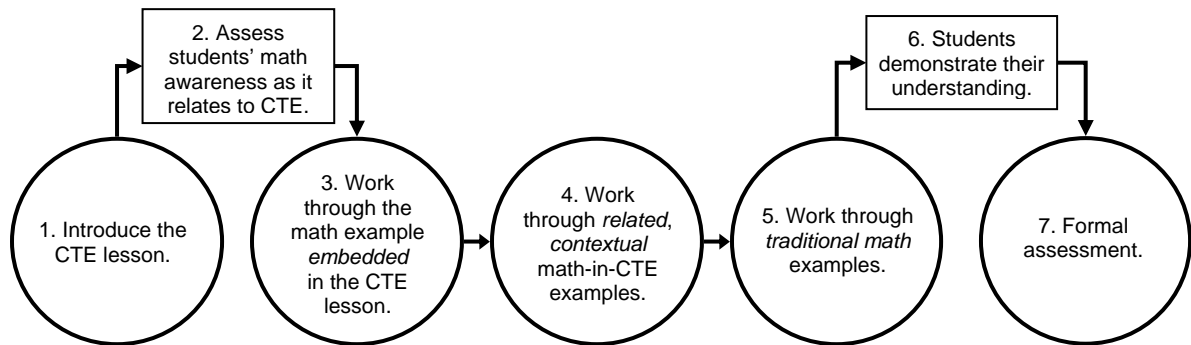 2. Assess
students’ math
awareness as it
relates to CTE.
6. Students
demonstrate their
understanding.
1. Introduce the
CTE lesson.
3. Work
through the
math example
embedded
in the CTE
lesson.
4. Work
through related,
contextual
math-in-CTE
examples.
5. Work through
traditional math
examples.
7. Formal
assessment.